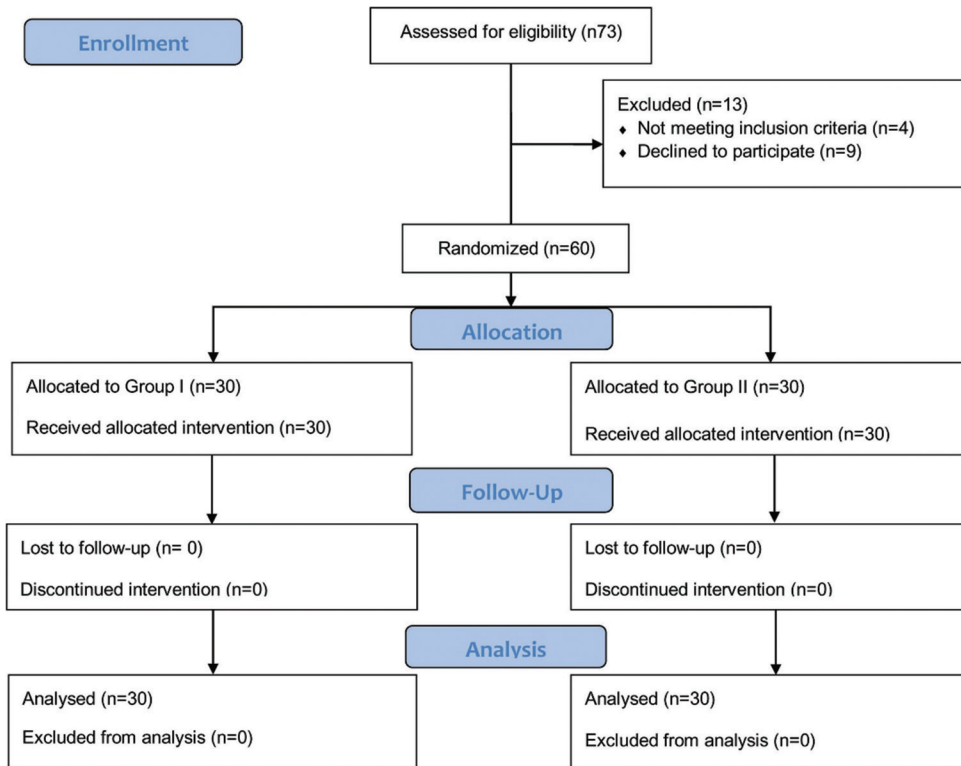 Enrollment
Assessed for eligibility (n73)
Excluded (n=13)
♦ Not meeting inclusion criteria (n=4)
♦ Declined to participate (n=9)
Randomized (n=60)
Allocation
Allocated to Group I (n=30)
Received allocated intervention (n=30)
Allocated to Group II (n=30)
Received allocated intervention (n=30)
Follow-Up
Lost to follow-up (n= 0)
Discontinued intervention (n=0)
Lost to follow-up (n=0)
Discontinued intervention (n=0)
Analysis
Analysed (n=30)
Excluded from analysis (n=0)
Analysed (n=30)
Excluded from analysis (n=0)